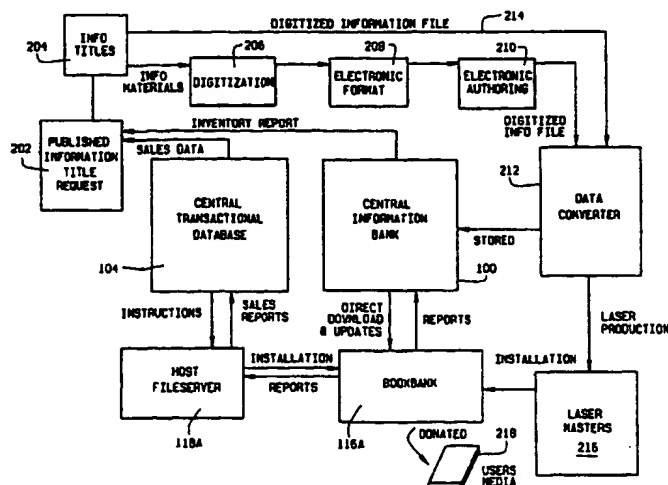 DIGITIZED INFORMATION FILE
214
204
INFO
TITLES
206
208
210
INFO
MATERIALS
DIGITIZATION
ELECTRONIC
FORMAT
ELECTRONIC
AUTHORING
INVENTORY REPORT
SALES DATA
DIGITIZED
INFO FILE
202
PUBLISHED
INFORMATION
TITLE
REQUEST
212
CENTRAL
TRANSACTIONAL
DATABASE
104
CENTRAL
INFORMATION
BANK
100
STORED
DATA
CONVERTER
INSTRUCTIONS
SALES
REPORTS
DIRECT
DOWNLOAD
& UPDATES
REPORTS
LASER
PRODUCTION
HOST
FILESERVER
118A
INSTALLATION
REPORTS
BOOKBANK
116A
INSTALLATION
LASER
MASTERS
216
DONATED
218
USERS
MEDIA